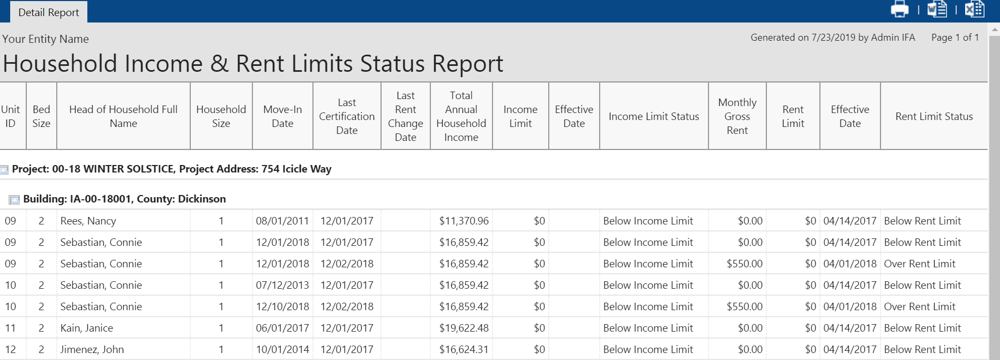 Detail Report
Your Entity Name
Generated on 7/23/2019 by Admin IFA Page 1 of 1
Household Income & Rent Limits Status Report
Unit ID | Bed Size | Head of Household Full Name | Household Size | Move-In Date | Last Certification Date | Last Rent Change Date | Total Annual Household Income | Income Limit | Effective Date | Income Limit Status | Monthly Gross Rent | Rent Limit | Effective Date | Rent Limit Status
Project: 00-18 WINTER SOLSTICE, Project Address: 754 Icicle Way
Building: IA-00-18001, County: Dickinson
09 2 Rees, Nancy 1 08/01/2011 12/01/2017 $11,370.96 $0 Below Income Limit $0.00 $0 04/14/2017 Below Rent Limit
09 2 Sebastian, Connie 1 12/01/2018 12/01/2017 $16,859.42 $0 Below Income Limit $0.00 $0 04/14/2017 Below Rent Limit
09 2 Sebastian, Connie 1 12/01/2018 12/02/2018 $16,859.42 $0 Below Income Limit $550.00 $0 04/01/2018 Over Rent Limit
10 2 Sebastian, Connie 1 07/12/2013 12/01/2017 $16,859.42 $0 Below Income Limit $0.00 $0 04/14/2017 Below Rent Limit
10 2 Sebastian, Connie 1 12/10/2018 12/02/2018 $16,859.42 $0 Below Income Limit $550.00 $0 04/01/2018 Over Rent Limit
11 2 Kain, Janice 1 06/01/2017 12/01/2017 $19,622.48 $0 Below Income Limit $0.00 $0 04/14/2017 Below Rent Limit
12 2 Jimenez, John 1 10/01/2014 12/01/2017 $16,624.31 $0 Below Income Limit $0.00 $0 04/14/2017 Below Rent Limit